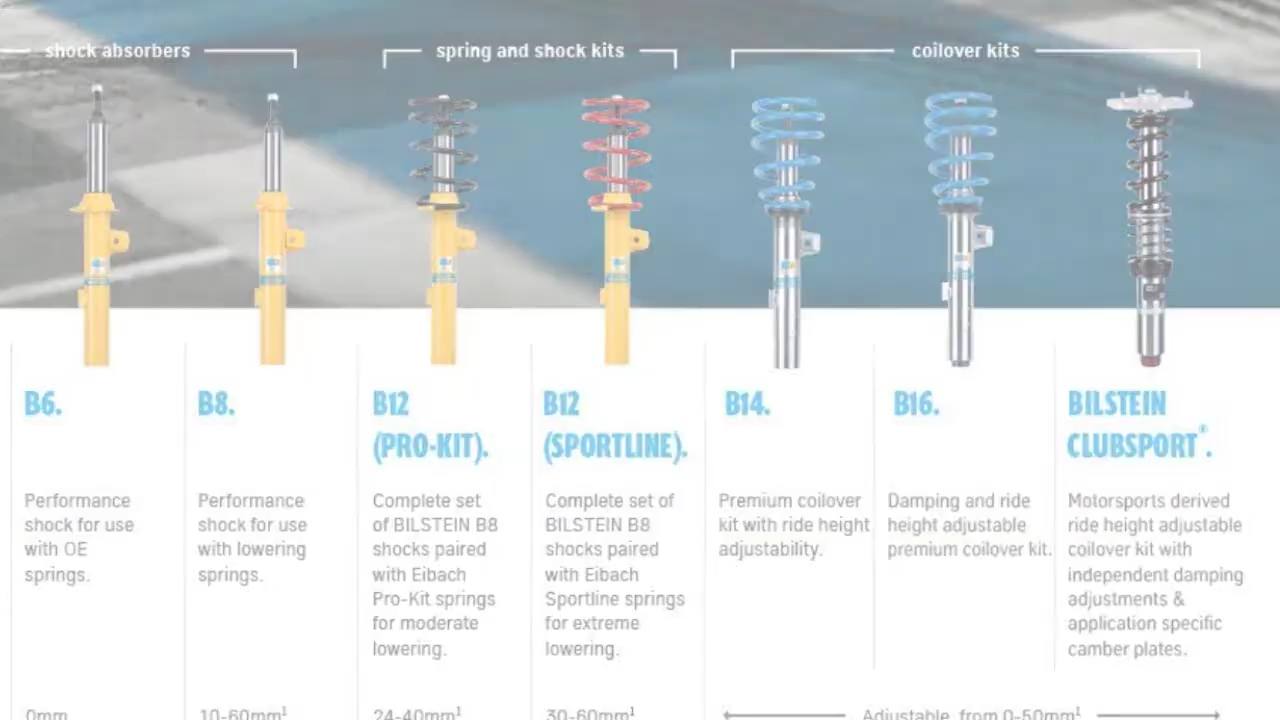 shock absorbers
spring and shock kits
coilover kits
B6.
Performance
shock for use
with OE
springs.
0mm
B8.
Performance
shock for use
with lowering
springs.
10-60mm¹
B12
(PRO-KIT).
Complete set
of BILSTEIN B8
shocks paired
with Eibach
Pro-Kit springs
for moderate
lowering.
24-40mm¹
B12
(SPORTLINE).
Complete set of
BILSTEIN B8
shocks paired
with Eibach
Sportline springs
for extreme
lowering.
30-60mm¹
B14.
Premium coilover
kit with ride height
adjustability.
B16.
Damping and ride
height adjustable
premium coilover kit.
BILSTEIN
CLUBSPORT®.
Motorsports derived
ride height adjustable
coilover kit with
independent damping
adjustments &
application specific
camber plates.
Adjustable, from 0-50mm¹